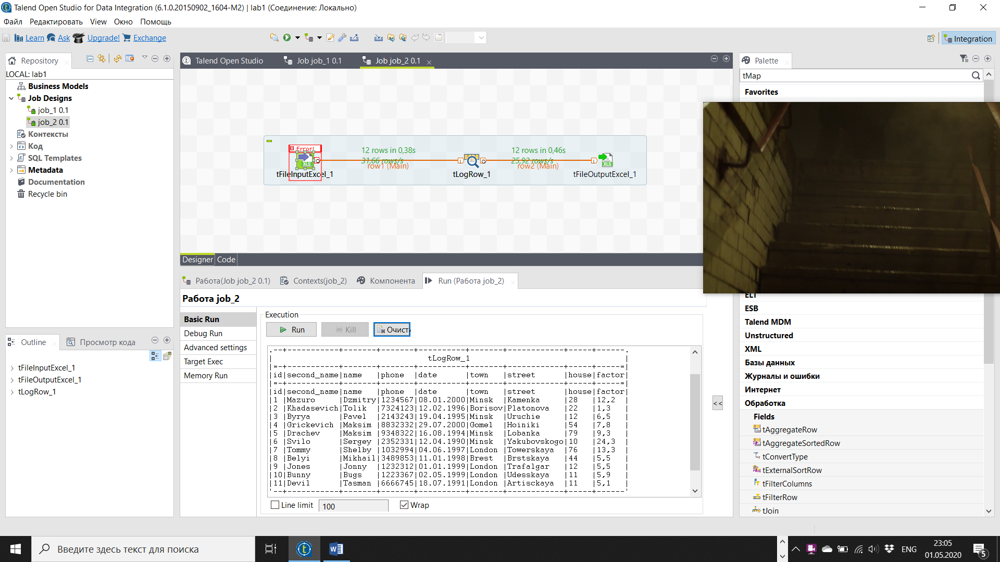 Talend Open Studio for Data Integration (6.1.0.20150902_1604-M2) | lab1 (Соединение: Локально)
Файл Редактировать View Окно Помощь
Learn Ask Upgrade! Exchange
Integration
Repository
LOCAL: lab1
Business Models
Job Designs
job_1 0.1
job_2 0.1
Контексты
Код
SQL Templates
Metadata
Documentation
Recycle bin
Outline Просмотр кода
tFileInputExcel_1
tFileOutputExcel_1
tLogRow_1
Talend Open Studio Job job_1 0.1 Job job_2 0.1
Error!
12 rows in 0,38s
31,66 rows/s
row1 (Main)
12 rows in 0,46s
25,92 rows/s
row2 (Main)
tFileInputExcel_1 tLogRow_1 tFileOutputExcel_1
Designer Code
Работа(Job job_2 0.1) Contexts(job_2) Компонента Run (Работа job_2)
Работа job_2
Basic Run
Debug Run
Advanced settings
Target Exec
Memory Run
Execution
Run Kill Очист
.--+-----------+-------+-------+----------+-------+-----------+-----+------.
| tLogRow_1 |
|=-+-----------+-------+-------+----------+-------+-----------+-----+-----=|
|id|second_name|name |phone |date |town |street |house|factor|
|=-+-----------+-------+-------+----------+-------+-----------+-----+-----=|
|id|second_name|name |phone |date |town |street |house|factor|
|1 |Mazuro |Dzmitry|1234567|08.01.2000|Minsk |Kamenka |28 |12,2 |
|2 |Khadasevich|Tolik |7324123|12.02.1996|Borisov|Platonova |22 |1,3 |
|3 |Byrya |Pavel |2143243|19.04.1995|Minsk |Uruchie |12 |6,5 |
|4 |Grickevich |Maksim |8832332|29.07.2000|Gomel |Hoiniki |54 |7,8 |
|5 |Drachev |Maksim |9348322|16.08.1994|Minsk |Lobanka |79 |9,3 |
|6 |Svilo |Sergey |2352331|12.04.1990|Minsk |Yakubovskogo|10 |24,3 |
|7 |Tommy |Shelby |1032994|04.06.1997|London |Towerskaya |76 |13,3 |
|8 |Belyi |Mikhail|3489853|11.01.1998|Brest |Brstskaya |44 |5,5 |
|9 |Jones |Jonny |1232312|01.01.1999|London |Trafalgar |12 |5,5 |
|10|Bunny |Bugs |1223367|02.05.1999|London |Udesskaya |11 |5,9 |
|11|Devil |Tasman |6666745|18.07.1991|London |Artisckaya |11 |5,1 |
'--+-----------+-------+-------+----------+-------+-----------+-----+------'
Line limit 100 Wrap
<<
Palette
tMap
Favorites
ELT
ESB
Talend MDM
Unstructured
XML
Базы данных
Журналы и ошибки
Интернет
Обработка
Fields
tAggregateRow
tAggregateSortedRow
tConvertType
tExternalSortRow
tFilterColumns
tFilterRow
tJoin
Введите здесь текст для поиска
ENG
23:05
01.05.2020
5